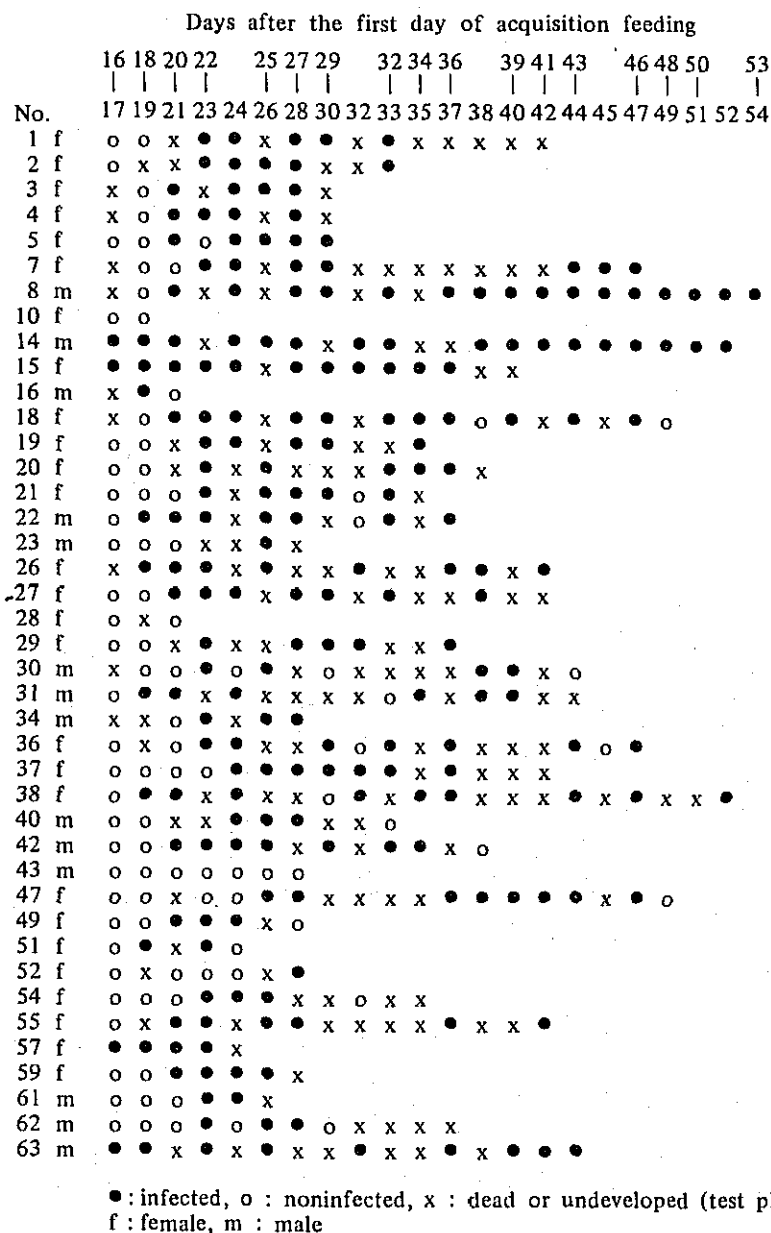 Days after the first day of acquisition feeding
16 18 20 22 25 27 29 32 34 36 39 41 43 46 48 50 53
| | | | | | | | | | | | | | | | |
No. 17 19 21 23 24 26 28 30 32 33 35 37 38 40 42 44 45 47 49 51 52 54
1 f o o x ● ● x ● ● x ● x x x x x
2 f o x x ● ● ● ● x x ●
3 f x o ● x ● ● ● x
4 f x o ● ● ● x ● x
5 f o o ● o ● ● ● ●
7 f x o o ● ● x ● ● x x x x x x x ● ● ●
8 m x o ● x ● x ● ● x ● x ● ● ● ● ● ● ● ● ● ● ●
10 f o o
14 m ● ● ● x ● ● ● x ● ● x x ● ● ● ● ● ● ● ● ●
15 f ● ● ● ● ● x ● ● ● ● ● ● x x
16 m x ● o
18 f x o ● ● ● x ● ● x ● ● ● o ● x ● x ● o
19 f o o x ● ● x ● ● x x ●
20 f o o x ● x ● x x x ● ● ● x
21 f o o o ● x ● ● ● o ● x
22 m o ● ● ● x ● ● x o ● x ●
23 m o o o x x ● x
26 f x ● ● ● x ● x x ● x x ● ● x ●
27 f o o ● ● ● x ● ● x ● x x ● x x
28 f o x o
29 f o o x ● x x ● ● ● x x ●
30 m x o o ● o ● x o x x x x ● ● x o
31 m o ● ● x ● x x x x o ● x ● ● x x
34 m x x o ● x ● ●
36 f o x o ● ● x x ● o ● x ● x x x ● o ●
37 f o o o o ● ● ● ● ● ● x ● x x x
38 f o ● ● x ● x x o ● x ● ● x x x ● x ● x x ●
40 m o o x x ● ● ● x x o
42 m o o ● ● ● ● x ● x ● ● x o
43 m o o o o o o o
47 f o o x o o ● ● x x x x ● ● ● ● ● x ● o
49 f o o ● ● ● x o
51 f o ● x ● o
52 f o x o o o x ●
54 f o o o ● ● ● x x o x x
55 f o x ● ● x ● ● x x x x ● x x ●
57 f ● ● ● ● x
59 f o o ● ● ● ● x
61 m o o o ● ● x
62 m o o o ● o ● ● o x x x x
63 m ● ● x ● x ● x x ● x x ● x ● ● ●
● : infected, o : noninfected, x : dead or undeveloped (test
f : female, m : male